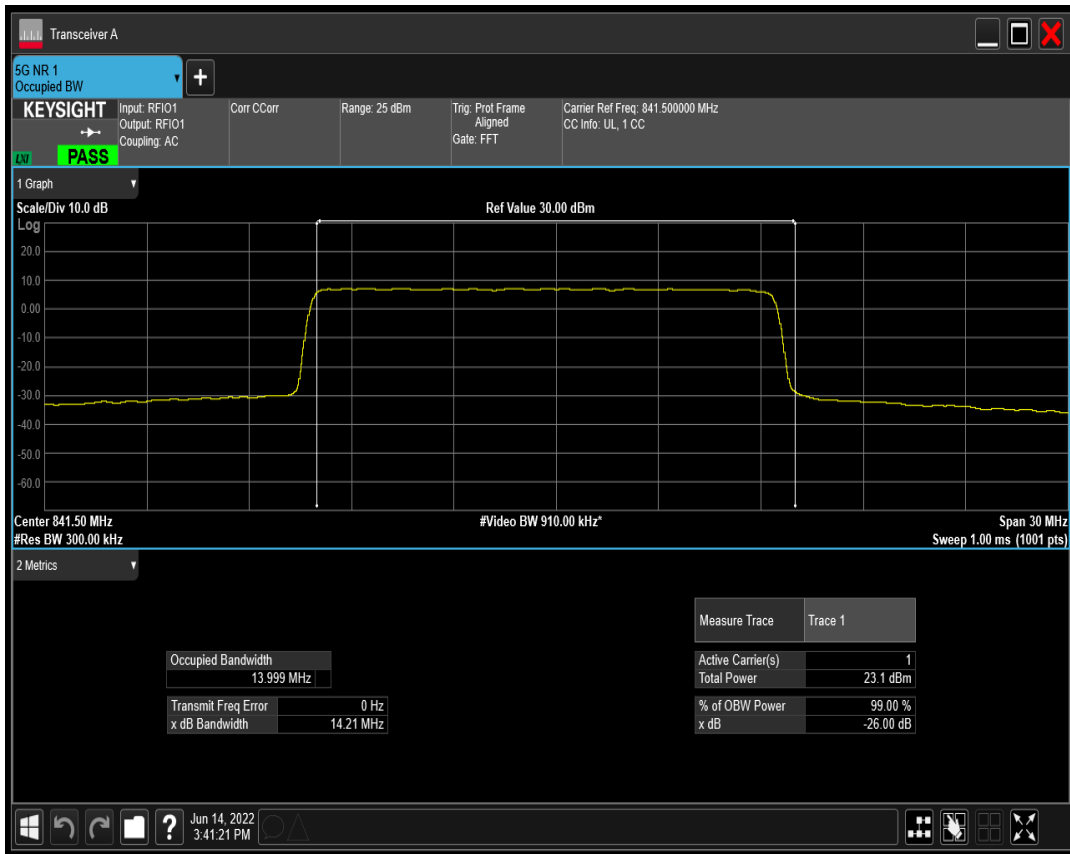 Transceiver A
5G NR 1
Occupied BW
+
KEYSIGHT
LXI
PASS
Input: RFIO1
Output: RFIO1
Coupling: AC
Corr CCorr
Range: 25 dBm
Trig: Prot Frame
Aligned
Gate: FFT
Carrier Ref Freq: 841.500000 MHz
CC Info: UL, 1 CC
1 Graph
Scale/Div 10.0 dB
Ref Value 30.00 dBm
Log
20.0
10.0
0.00
-10.0
-20.0
-30.0
-40.0
-50.0
-60.0
Center 841.50 MHz
#Video BW 910.00 kHz*
Span 30 MHz
#Res BW 300.00 kHz
Sweep 1.00 ms (1001 pts)
2 Metrics
Measure Trace Trace 1
Occupied Bandwidth
13.999 MHz
Transmit Freq Error 0 Hz
x dB Bandwidth 14.21 MHz
Active Carrier(s) 1
Total Power 23.1 dBm
% of OBW Power 99.00 %
x dB -26.00 dB
?
Jun 14, 2022
3:41:21 PM